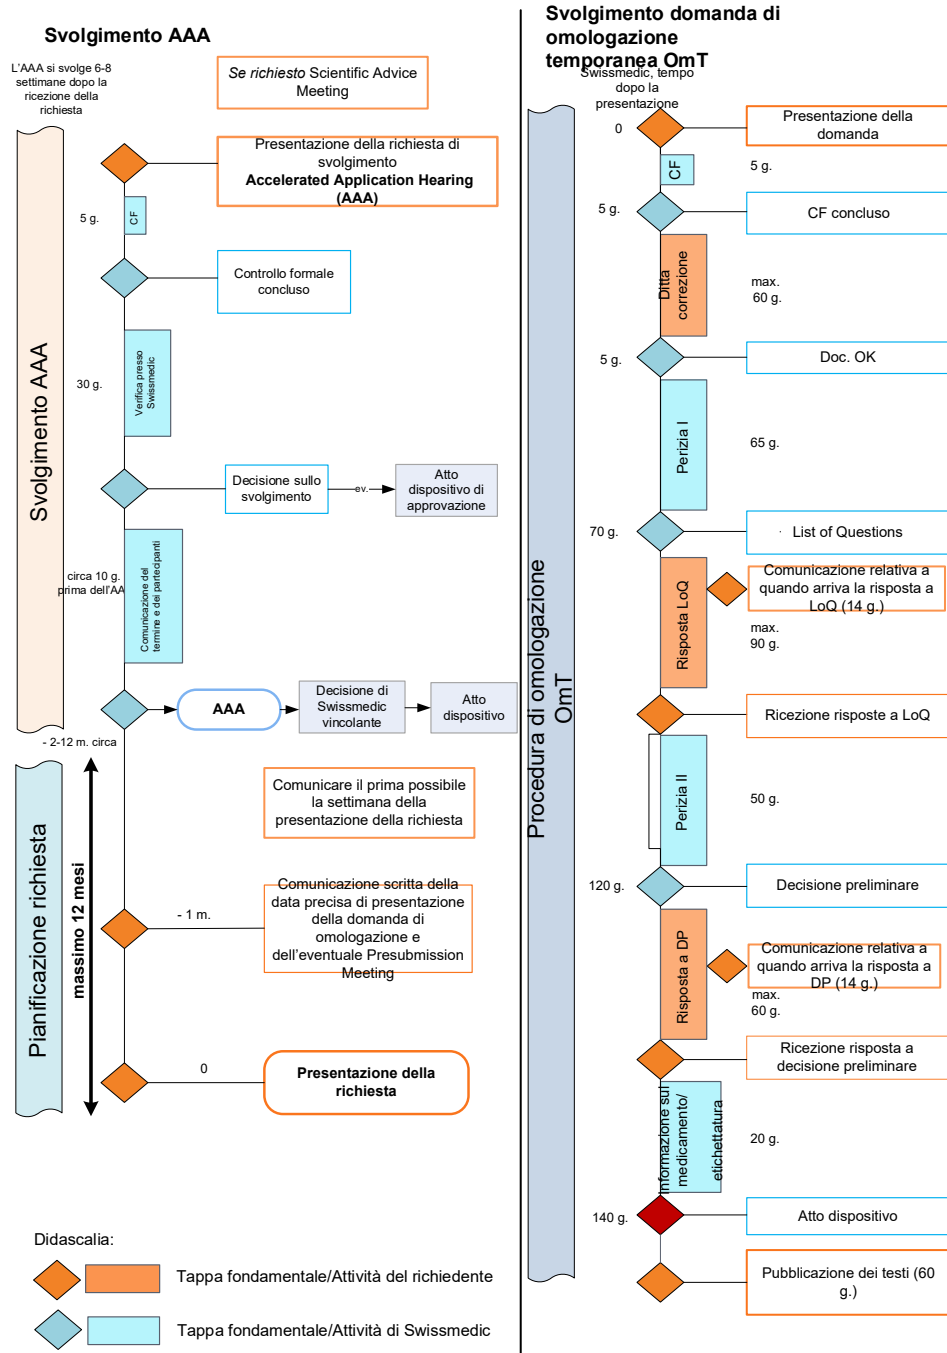 Svolgimento AAA
L'AAA si svolge 6-8
settimane dopo la
ricezione della
richiesta
Se richiesto Scientific Advice
Meeting
Svolgimento AAA
Presentazione della richiesta di
svolgimento
Accelerated Application Hearing
(AAA)
5 g.
CF
Controllo formale
concluso
30 g.
Verifica presso
Swissmedic
Decisione sullo
svolgimento
ev.
Atto
dispositivo di
approvazione
circa 10 g.
prima dell'AA
Comunicazione del
termine e dei partecipanti
AAA
Decisione di
Swissmedic
vincolante
Atto
dispositivo
- 2-12 m. circa
Pianificazione richiesta
massimo 12 mesi
Comunicare il prima possibile
la settimana della
presentazione della richiesta
- 1 m.
Comunicazione scritta della
data precisa di presentazione
della domanda di
omologazione e
dell'eventuale Presubmission
Meeting
0
Presentazione della
richiesta
Didascalia:
Tappa fondamentale/Attività del richiedente
Tappa fondamentale/Attività di Swissmedic
Svolgimento domanda di
omologazione
temporanea OmT
Swissmedic, tempo
dopo la
presentazione
Procedura di omologazione
OmT
0
Presentazione della
domanda
CF
5 g.
5 g.
CF concluso
Ditta
correzione
max.
60 g.
5 g.
Doc. OK
Perizia I
65 g.
70 g.
List of Questions
Risposta LoQ
Comunicazione relativa a
quando arriva la risposta a
LoQ (14 g.)
max.
90 g.
Ricezione risposte a LoQ
Perizia II
50 g.
120 g.
Decisione preliminare
Risposta a DP
Comunicazione relativa a
quando arriva la risposta a
DP (14 g.)
max.
60 g.
Ricezione risposta a
decisione preliminare
Informazione sul
medicamento/
etichettatura
20 g.
140 g.
Atto dispositivo
Pubblicazione dei testi (60
g.)